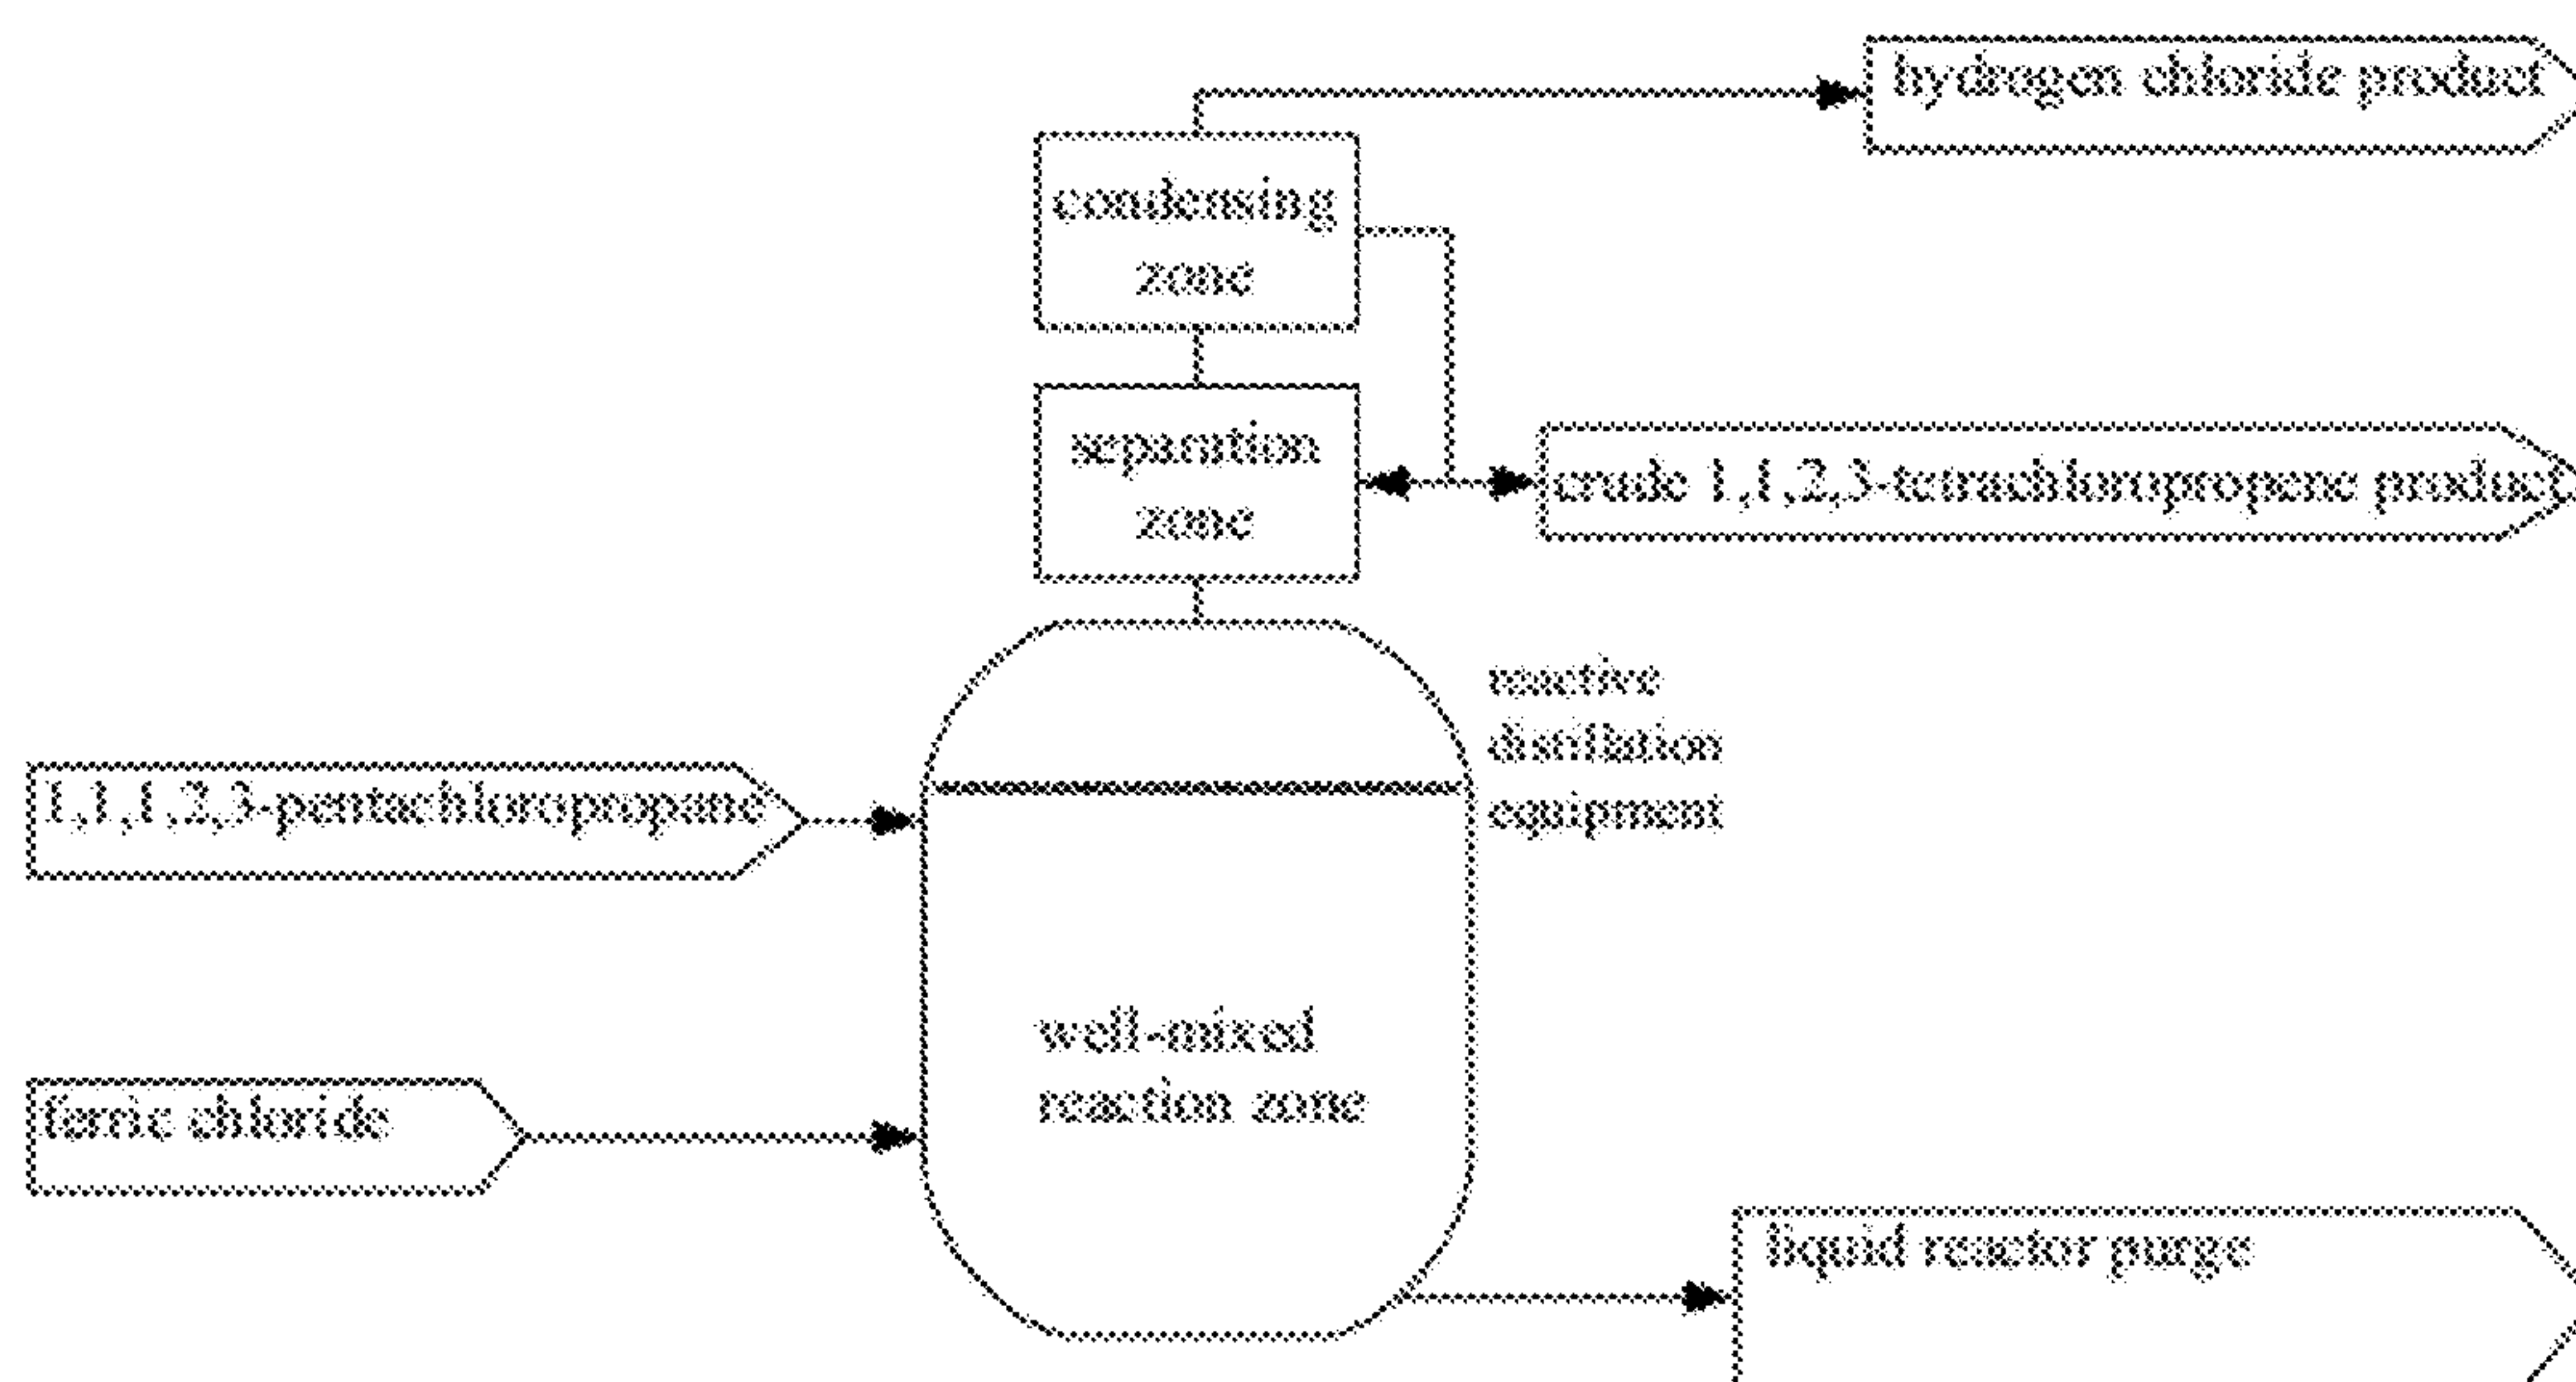 hydrogen chloride product
condensing
zone
separation
zone
crude 1,1,2,3-tetrachloropropene product
reactive
distillation
equipment
1,1,1,2,3-pentachloropropane
well-mixed
reaction zone
ferric chloride
liquid reactor purge